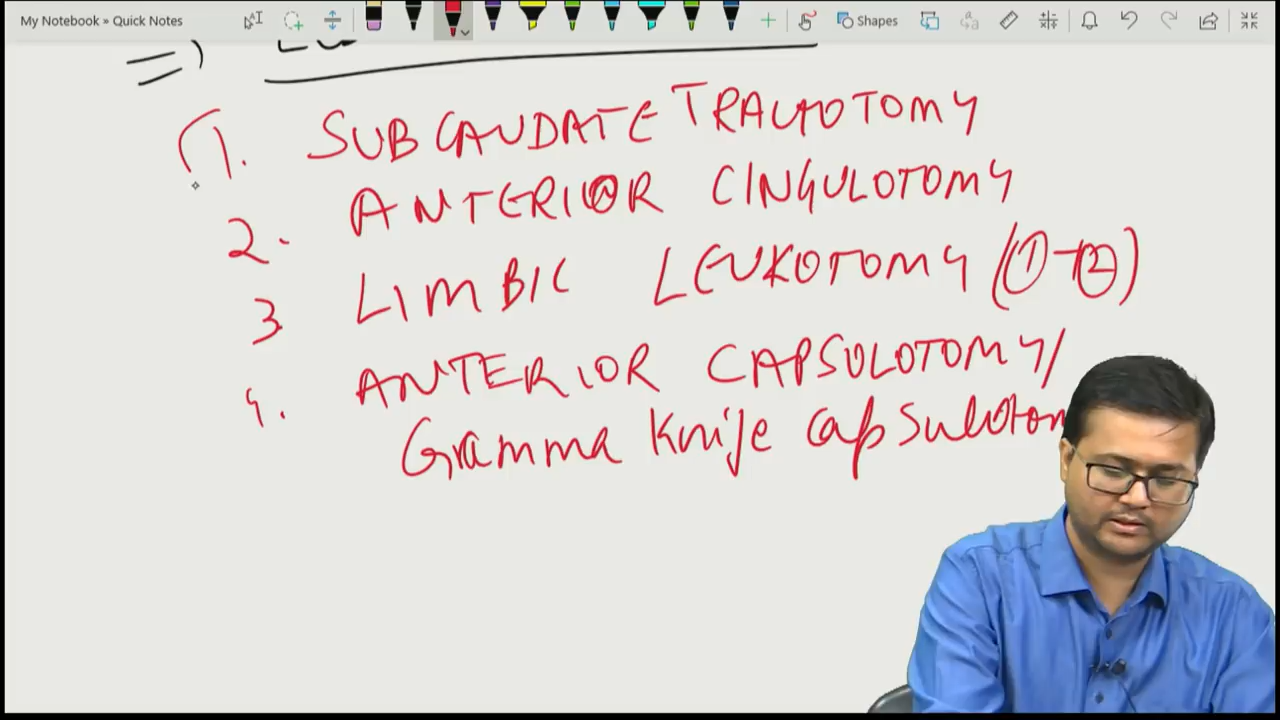 My Notebook » Quick Notes
Shapes
1. SUBCAUDATE TRACTOTOMY
2. ANTERIOR CINGULOTOMY
3 LIMBIC LEUKOTOMY (1+2)
4. ANTERIOR CAPSULOTOMY/
Gramma Knife Capsulotom